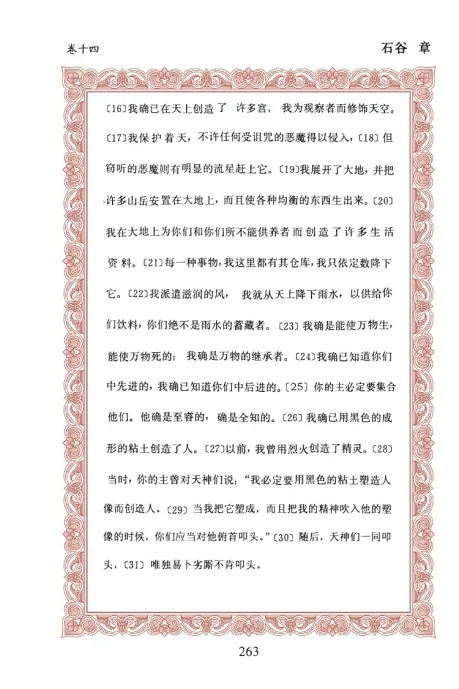 卷十四
石谷 章
〔16〕我确已在天上创造了 许多宫， 我为观察者而修饰天空。
〔17〕我保护着天，不许任何受诅咒的恶魔得以侵入，〔18〕但
窃听的恶魔则有明显的流星赶上它。〔19〕我展开了大地，并把
许多山岳安置在大地上，而且使各种均衡的东西生出来。〔20〕
我在大地上为你们和你们所不能供养者而创造了许多生活
资料。〔21〕每一种事物，我这里都有其仓库，我只依定数降下
它。〔22〕我派遣滋润的风， 我就从天上降下雨水，以供给你
们饮料，你们绝不是雨水的蓄藏者。〔23〕我确是能使万物生，
能使万物死的； 我确是万物的继承者。〔24〕我确已知道你们
中先进的，我确已知道你们中后进的。〔25〕你的主必定要集合
他们。他确是至睿的，确是全知的。〔26〕我确已用黑色的成
形的粘土创造了人。〔27〕以前，我曾用烈火创造了精灵。〔28〕
当时，你的主曾对天神们说：“我必定要用黑色的粘土塑造人
像而创造人。〔29〕当我把它塑成，而且把我的精神吹入他的塑
像的时候，你们应当对他俯首叩头。”〔30〕随后，天神们一同叩
头，〔31〕唯独易卜劣厮不肯叩头。
263